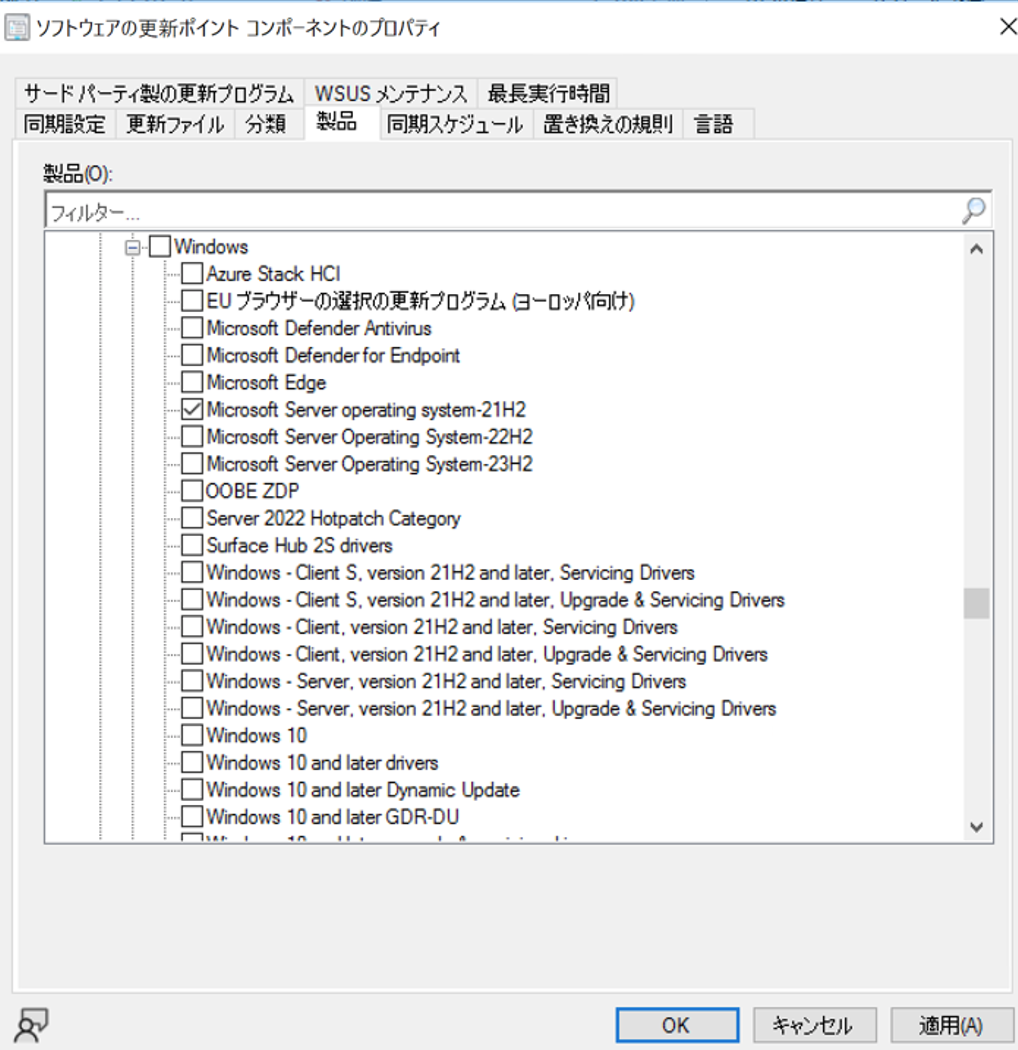 ソフトウェアの更新ポイント コンポーネントのプロパティ
サード パーティ製の更新プログラム WSUS メンテナンス 最長実行時間
同期設定 更新ファイル 分類 製品 同期スケジュール 置き換えの規則 言語
製品(O):
フィルター...
Windows
Azure Stack HCI
EU ブラウザーの選択の更新プログラム (ヨーロッパ向け)
Microsoft Defender Antivirus
Microsoft Defender for Endpoint
Microsoft Edge
Microsoft Server operating system-21H2
Microsoft Server Operating System-22H2
Microsoft Server Operating System-23H2
OOBE ZDP
Server 2022 Hotpatch Category
Surface Hub 2S drivers
Windows - Client S, version 21H2 and later, Servicing Drivers
Windows - Client S, version 21H2 and later, Upgrade & Servicing Drivers
Windows - Client, version 21H2 and later, Servicing Drivers
Windows - Client, version 21H2 and later, Upgrade & Servicing Drivers
Windows - Server, version 21H2 and later, Servicing Drivers
Windows - Server, version 21H2 and later, Upgrade & Servicing Drivers
Windows 10
Windows 10 and later drivers
Windows 10 and later Dynamic Update
Windows 10 and later GDR-DU
OK キャンセル 適用(A)